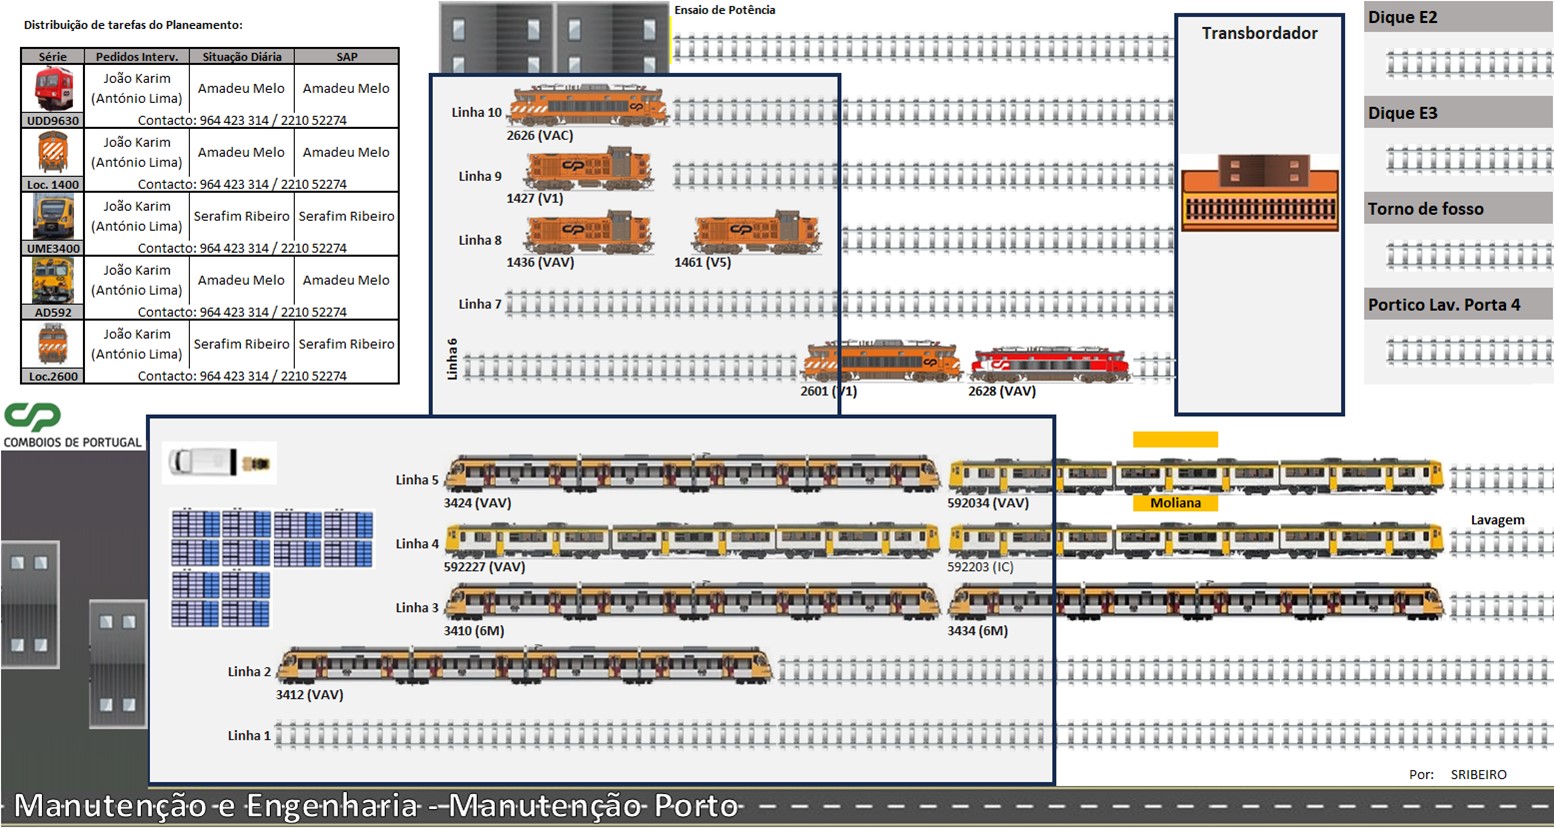 Distribuição de tarefas do Planeamento:
Série Pedidos Interv. Situação Diária SAP
João Karim
(António Lima) Amadeu Melo Amadeu Melo
UDD9630 Contacto: 964 423 314 / 2210 52274
João Karim
(António Lima) Amadeu Melo Amadeu Melo
Loc. 1400 Contacto: 964 423 314 / 2210 52274
João Karim
(António Lima) Serafim Ribeiro Serafim Ribeiro
UME3400 Contacto: 964 423 314 / 2210 52274
João Karim
(António Lima) Amadeu Melo Amadeu Melo
AD592 Contacto: 964 423 314 / 2210 52274
João Karim
(António Lima) Serafim Ribeiro Serafim Ribeiro
Loc.2600 Contacto: 964 423 314 / 2210 52274
CP
COMBOIOS DE PORTUGAL
Ensaio de Potência
Linha 10
2626 (VAC)
Linha 9
1427 (V1)
Linha 8
1436 (VAV) 1461 (V5)
Linha 7
Linha 6
2601 (V1) 2628 (VAV)
Transbordador
Dique E2
Dique E3
Torno de fosso
Portico Lav. Porta 4
Linha 5
3424 (VAV) 592034 (VAV)
Moliana
Lavagem
Linha 4
592227 (VAV) 592203 (IC)
Linha 3
3410 (6M) 3434 (6M)
Linha 2
3412 (VAV)
Linha 1
Por: SRIBEIRO
Manutenção e Engenharia - Manutenção Porto